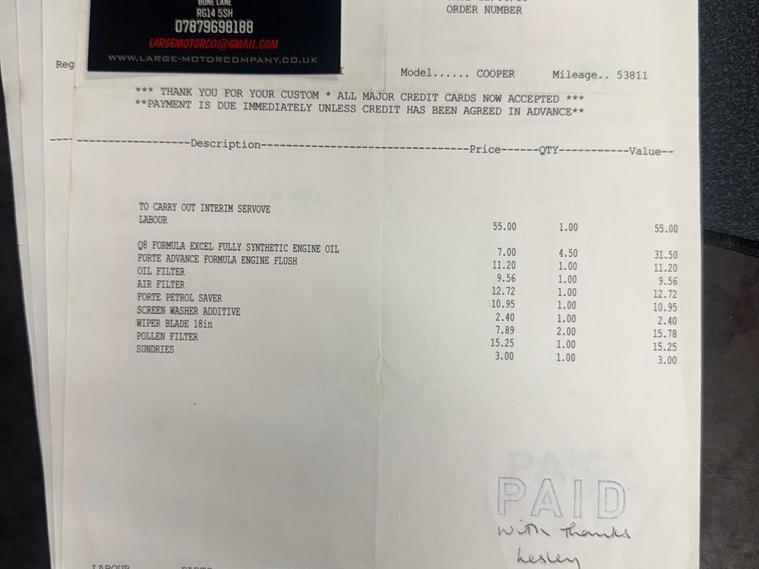 BONE LANE
RG14 5SH
07879698188
LARGEMOTORCO@GMAIL.COM
WWW.LARGE-MOTORCOMPANY.CO.UK
ORDER NUMBER
Reg
Model...... COOPER Mileage.. 53811
*** THANK YOU FOR YOUR CUSTOM * ALL MAJOR CREDIT CARDS NOW ACCEPTED ***
**PAYMENT IS DUE IMMEDIATELY UNLESS CREDIT HAS BEEN AGREED IN ADVANCE**
Description Price QTY Value
TO CARRY OUT INTERIM SERVOVE
LABOUR 55.00 1.00 55.00
Q8 FORMULA EXCEL FULLY SYNTHETIC ENGINE OIL 7.00 4.50 31.50
FORTE ADVANCE FORMULA ENGINE FLUSH 11.20 1.00 11.20
OIL FILTER 9.56 1.00 9.56
AIR FILTER 12.72 1.00 12.72
FORTE PETROL SAVER 10.95 1.00 10.95
SCREEN WASHER ADDITIVE 2.40 1.00 2.40
WIPER BLADE 18in 7.89 2.00 15.78
POLLEN FILTER 15.25 1.00 15.25
SUNDRIES 3.00 1.00 3.00
PAID
with thanks
Lesley
LABOUR PARTS